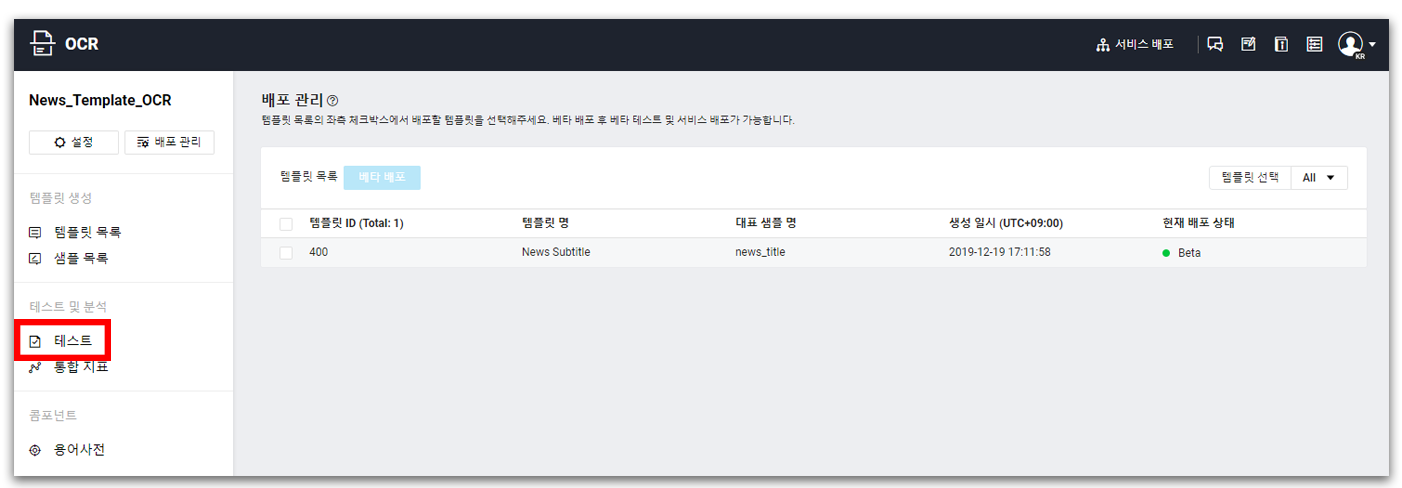 OCR
서비스 배포
KR
News_Template_OCR
설정
배포 관리
템플릿 생성
템플릿 목록
샘플 목록
테스트 및 분석
테스트
통합 지표
콤포넌트
용어사전
배포 관리
템플릿 목록의 좌측 체크박스에서 배포할 템플릿을 선택해주세요. 베타 배포 후 베타 테스트 및 서비스 배포가 가능합니다.
템플릿 목록 베타 배포
템플릿 선택 All
템플릿 ID (Total: 1) 템플릿 명 대표 샘플 명 생성 일시 (UTC+09:00) 현재 배포 상태
400 News Subtitle news_title 2019-12-19 17:11:58 Beta